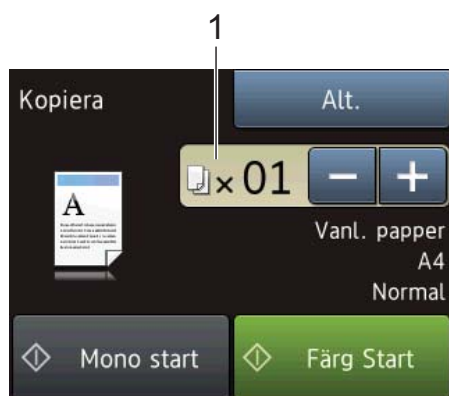 1
Kopiera
Alt.
×01 − +
A
Vanl. papper
A4
Normal
Mono start
Färg Start